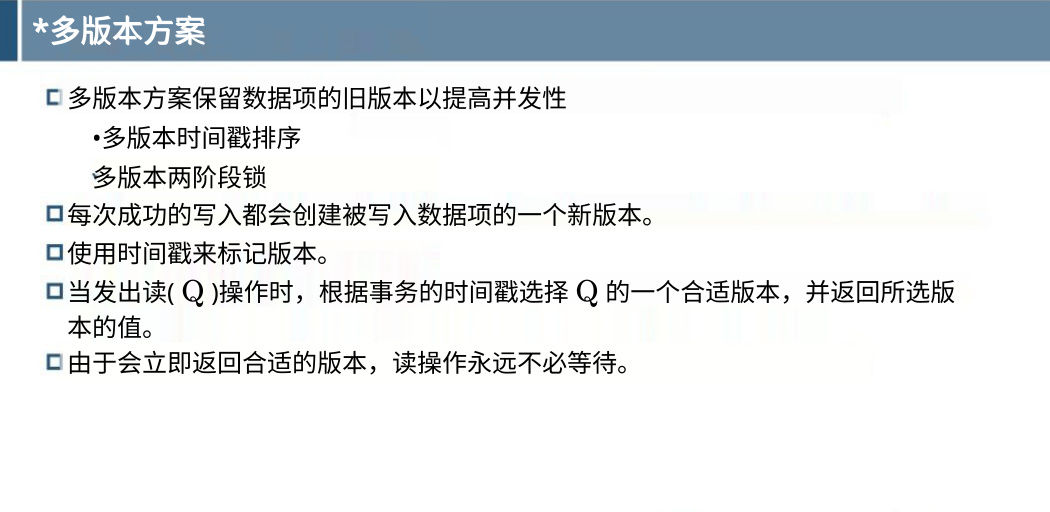 *多版本方案
多版本方案保留数据项的旧版本以提高并发性
•多版本时间戳排序
多版本两阶段锁
每次成功的写入都会创建被写入数据项的一个新版本。
使用时间戳来标记版本。
当发出读( Q )操作时，根据事务的时间戳选择 Q 的一个合适版本，并返回所选版
本的值。
由于会立即返回合适的版本，读操作永远不必等待。